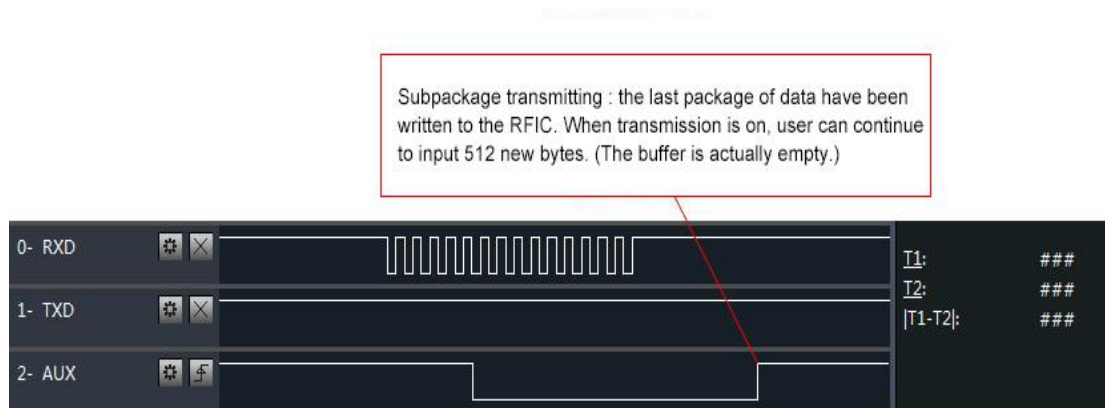 Subpackage transmitting : the last package of data have been
written to the RFIC. When transmission is on, user can continue
to input 512 new bytes. (The buffer is actually empty.)
0- RXD
1- TXD
2- AUX
T1: ###
T2: ###
|T1-T2|: ###